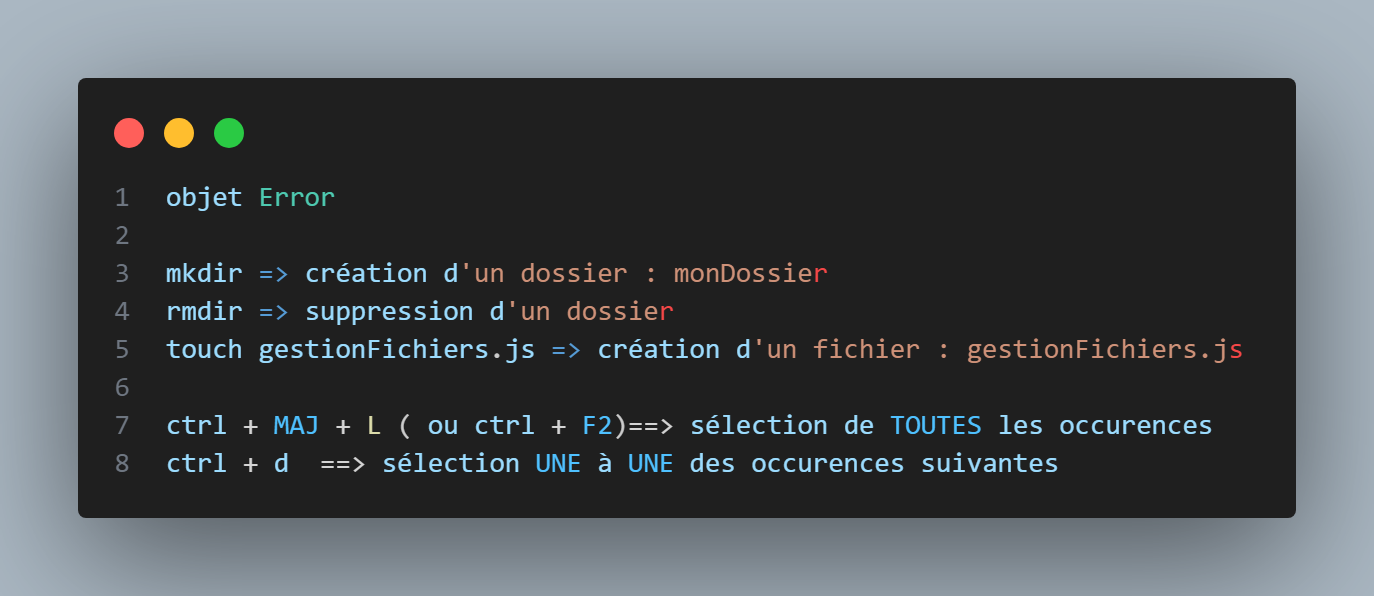 1 objet Error
2
3 mkdir => création d'un dossier : monDossier
4 rmdir => suppression d'un dossier
5 touch gestionFichiers.js => création d'un fichier : gestionFichiers.js
6
7 ctrl + MAJ + L ( ou ctrl + F2)==> sélection de TOUTES les occurences
8 ctrl + d  ==> sélection UNE à UNE des occurences suivantes